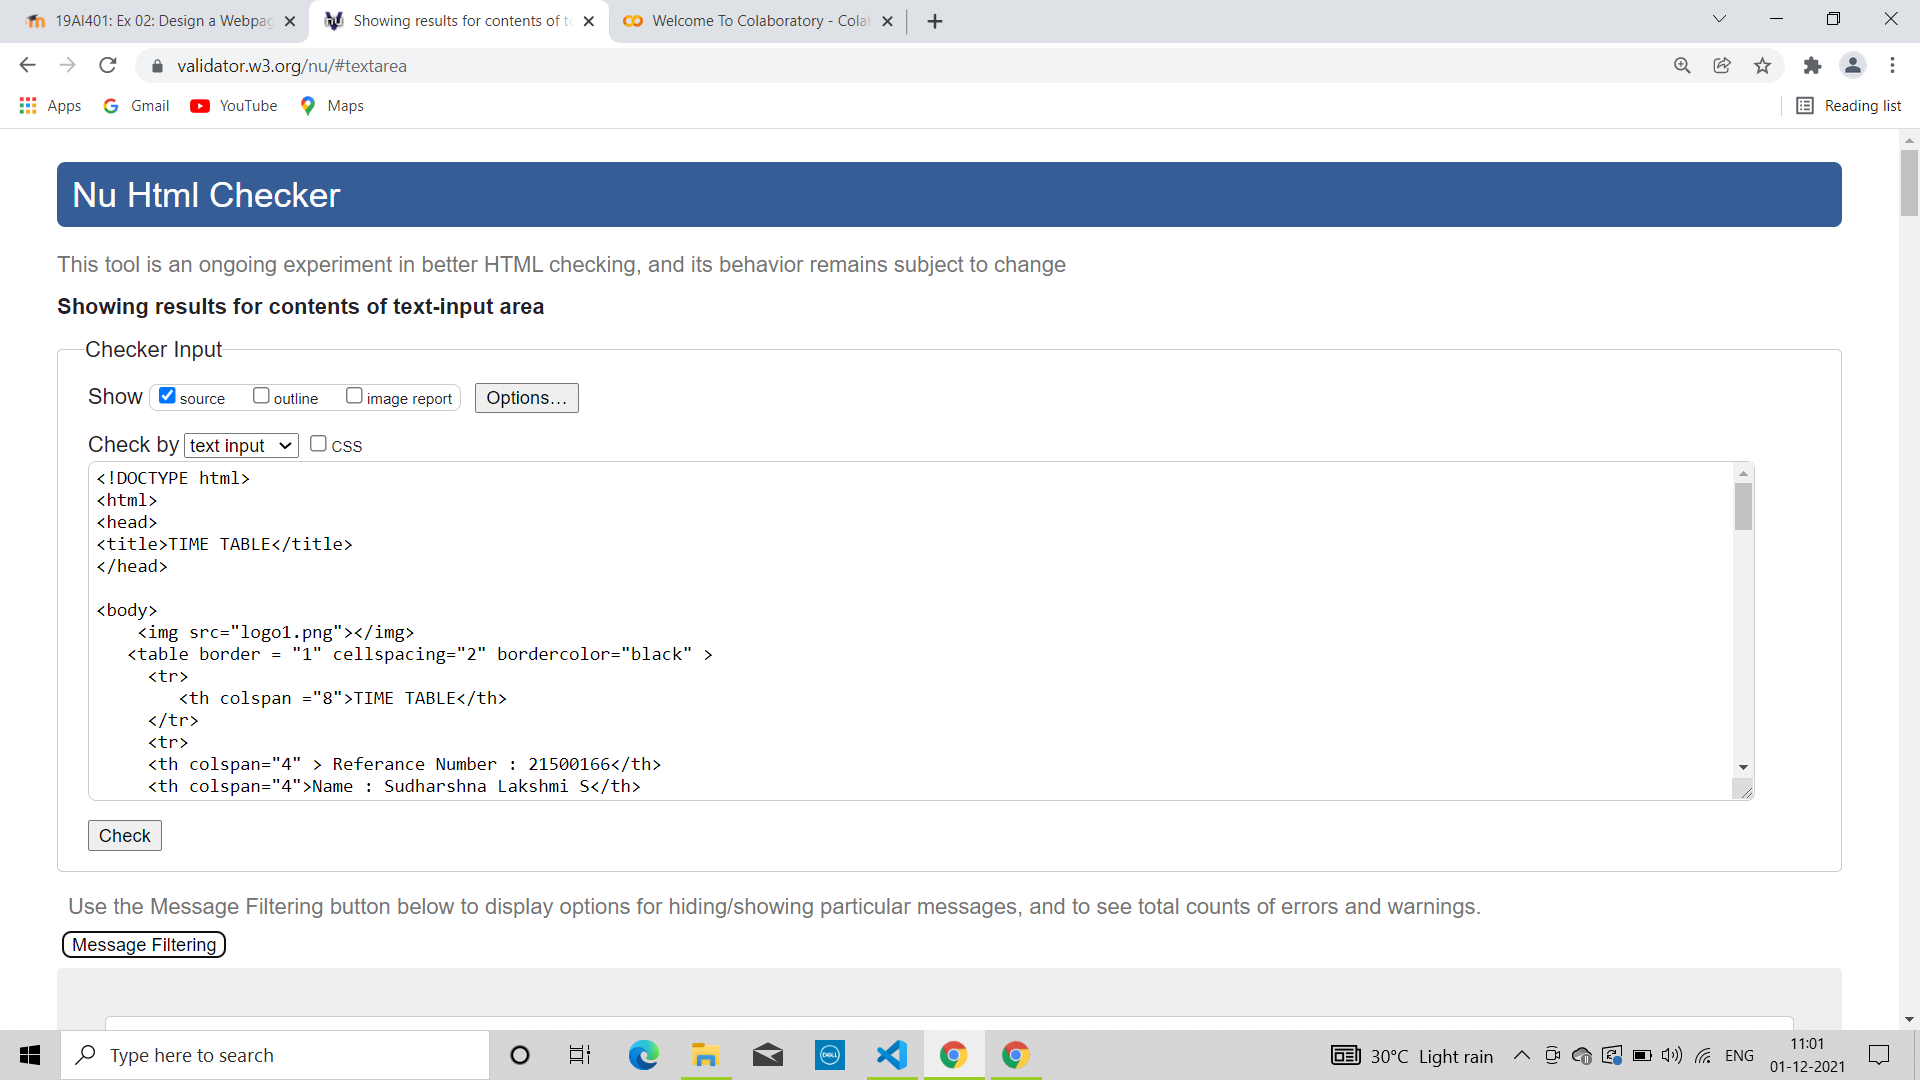 19AI401: Ex 02: Design a Webpag
Showing results for contents of t
Welcome To Colaboratory - Cola
validator.w3.org/nu/#textarea
Apps
Gmail
YouTube
Maps
Reading list
Nu Html Checker
This tool is an ongoing experiment in better HTML checking, and its behavior remains subject to change
Showing results for contents of text-input area
Checker Input
Show source outline image report Options...
Check by text input CSS
<!DOCTYPE html>
<html>
<head>
<title>TIME TABLE</title>
</head>
<body>
<img src="logo1.png"></img>
<table border = "1" cellspacing="2" bordercolor="black" >
<tr>
<th colspan ="8">TIME TABLE</th>
</tr>
<tr>
<th colspan="4" > Referance Number : 21500166</th>
<th colspan="4">Name : Sudharshna Lakshmi S</th>
Check
Use the Message Filtering button below to display options for hiding/showing particular messages, and to see total counts of errors and warnings.
Message Filtering
Type here to search
DELL
30°C Light rain
ENG
11:01
01-12-2021